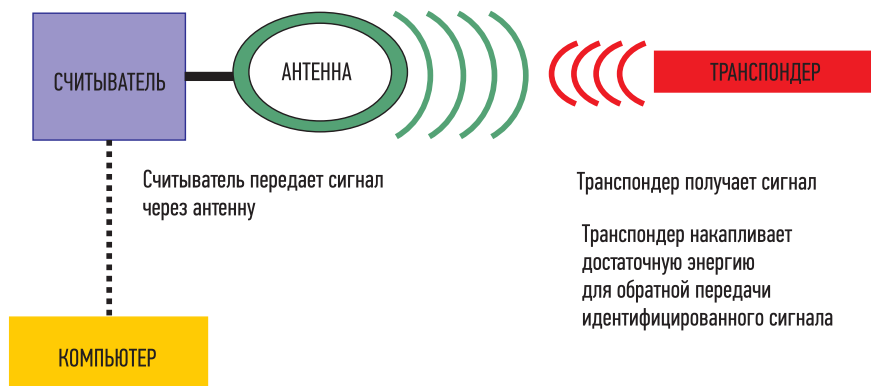 СЧИТЫВАТЕЛЬ
АНТЕННА
ТРАНСПОНДЕР
Считыватель передает сигнал
через антенну
Транспондер получает сигнал
Транспондер накапливает
достаточную энергию
для обратной передачи
идентифицированного сигнала
КОМПЬЮТЕР